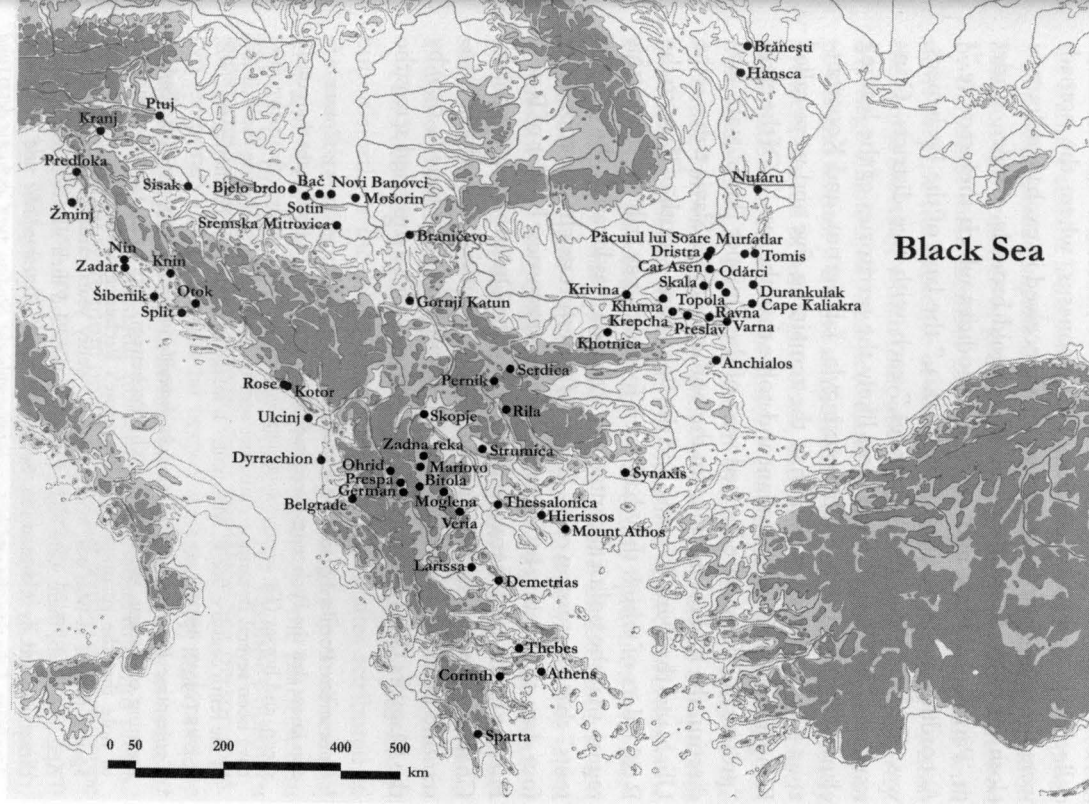 Brăneşti
Hansca
Ptuj
Kranj
Predloka
Sisak
Bjelo brdo
Bač
Novi Banovci
Nufăru
Žminj
Sotin
Mošorin
Sremska Mitrovica
Braničevo
Păcuiul lui Soare
Murfatlar
Nin
Dristra
Tomis
Black Sea
Zadar
Knin
Car Asen
Odărci
Skala
Durankulak
Šibenik
Otok
Gornji Katun
Krivina
Topola
Cape Kaliakra
Split
Khuma
Ravna
Krepcha
Preslav
Varna
Khotnica
Anchialos
Serdica
Pernik
Rose
Kotor
Rila
Ulcinj
Skopje
Zadna reka
Strumica
Dyrrachion
Ohrid
Mariovo
Synaxis
Prespa
Bitola
German
Belgrade
Moglena
Thessalonica
Veria
Hierissos
Mount Athos
Larissa
Demetrias
Thebes
Corinth
Athens
Sparta
0 50 200 400 500
km